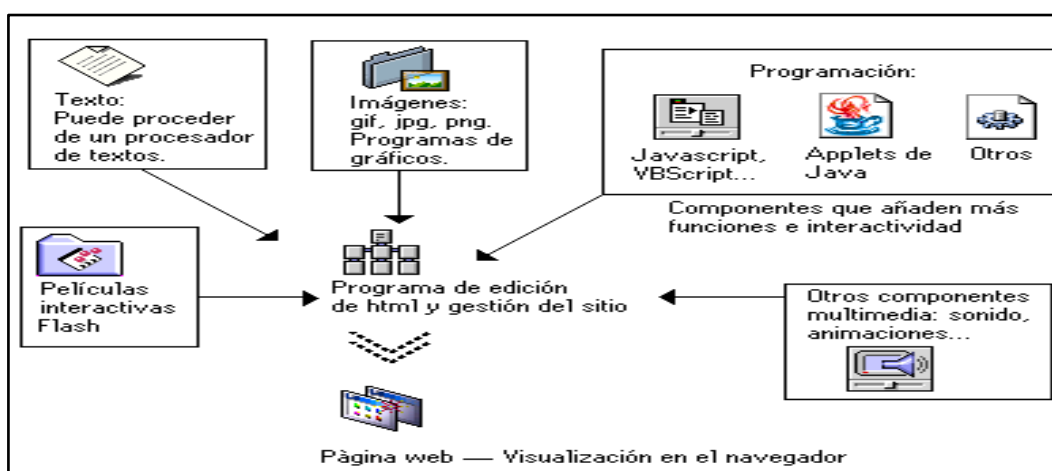 Texto:
Puede proceder
de un procesador
de textos.
Imágenes:
gif, jpg, png.
Programas de
gráficos.
Programación:
Javascript,
VBScript...
Applets de
Java
Otros
Componentes que añaden más
funciones e interactividad
Películas
interactivas
Flash
Programa de edición
de html y gestión del sitio
Otros componentes
multimedia: sonido,
animaciones...
Pàgina web — Visualización en el navegador